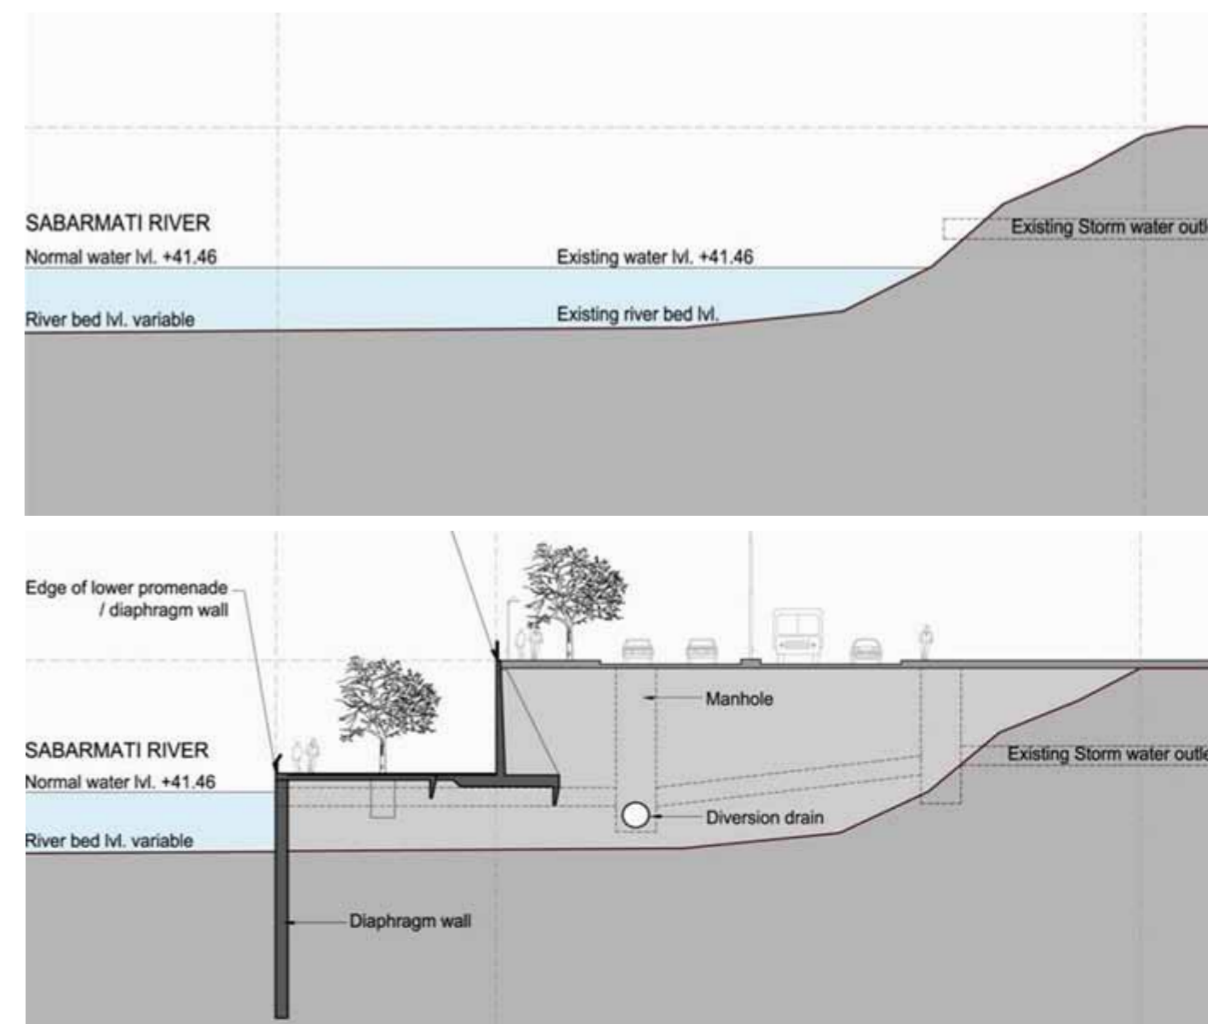 SABARMATI RIVER
Normal water lvl. +41.46
Existing water lvl. +41.46
River bed lvl. variable
Existing river bed lvl.
Existing Storm water
Edge of lower promenade
/ diaphragm wall
Manhole
SABARMATI RIVER
Normal water lvl. +41.46
Existing Storm water
River bed lvl. variable
Diversion drain
Diaphragm wall